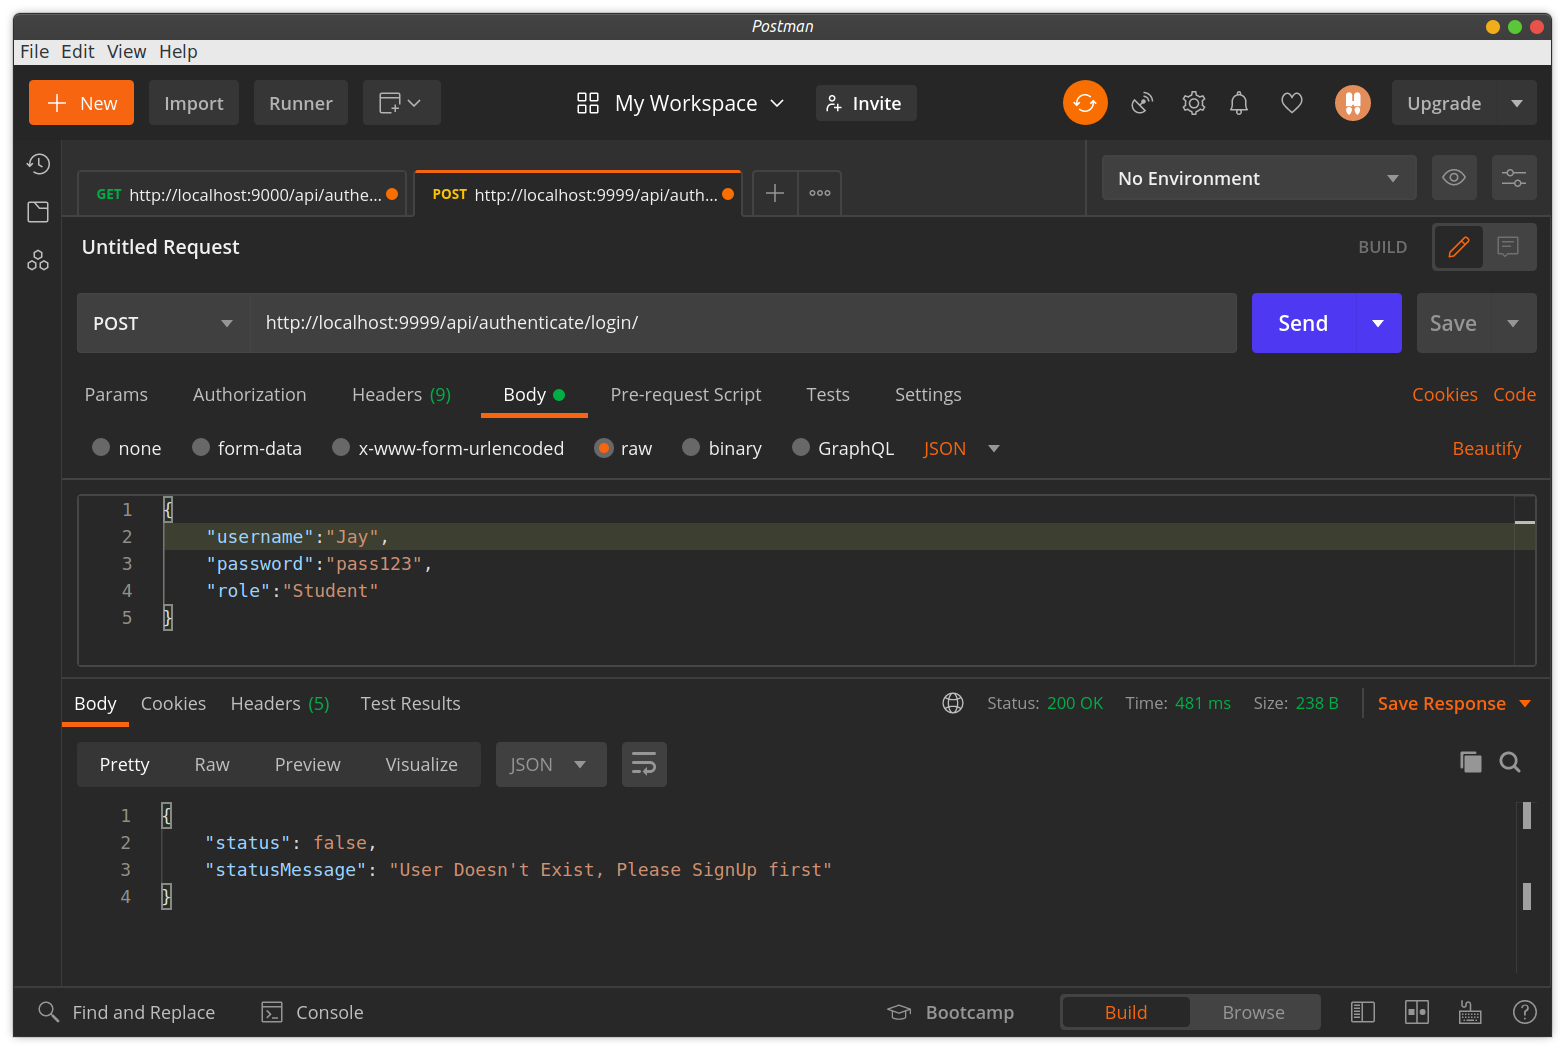 Postman
File Edit View Help
New Import Runner My Workspace Invite Upgrade
GET http://localhost:9000/api/authe... POST http://localhost:9999/api/auth... No Environment
Untitled Request BUILD
POST http://localhost:9999/api/authenticate/login/ Send Save
Params Authorization Headers (9) Body Pre-request Script Tests Settings Cookies Code
none form-data x-www-form-urlencoded raw binary GraphQL JSON Beautify
1 {
2 "username":"Jay",
3 "password":"pass123",
4 "role":"Student"
5 }
Body Cookies Headers (5) Test Results Status: 200 OK Time: 481 ms Size: 238 B Save Response
Pretty Raw Preview Visualize JSON
1 {
2 "status": false,
3 "statusMessage": "User Doesn't Exist, Please SignUp first"
4 }
Find and Replace Console Bootcamp Build Browse